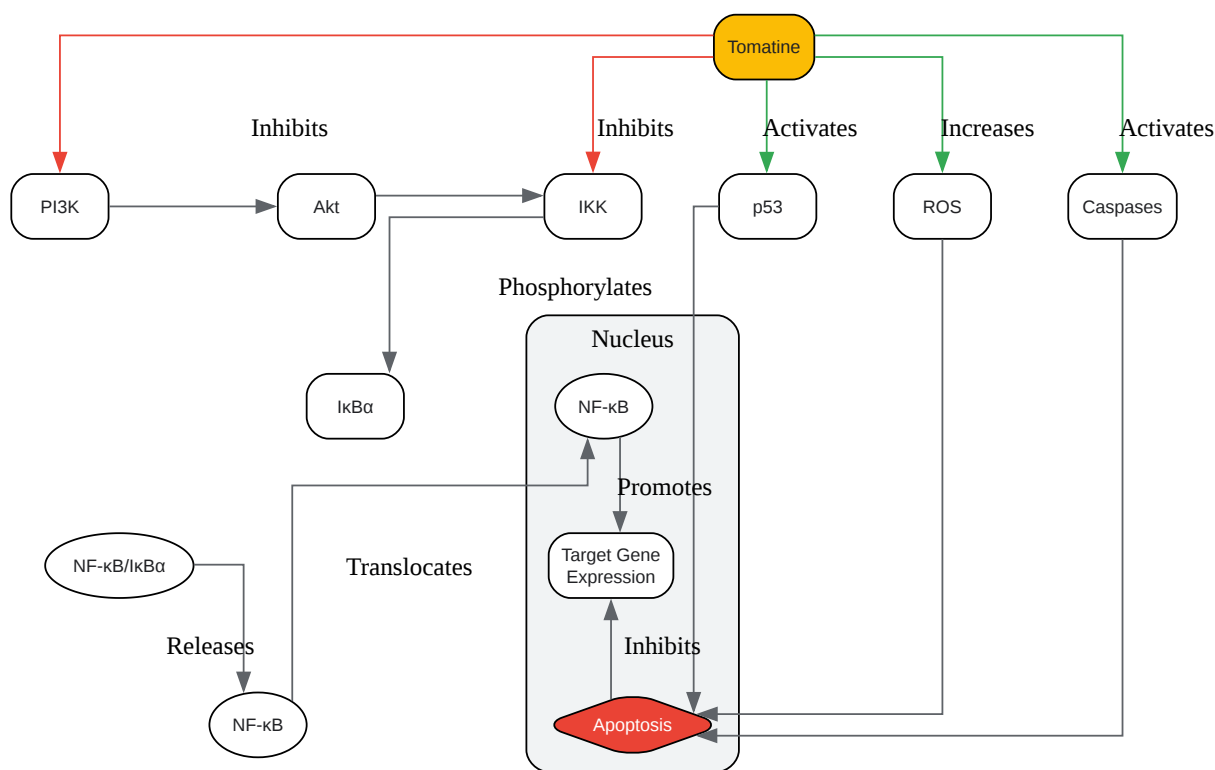 Tomatine
Inhibits
Inhibits
Activates
Increases
Activates
PI3K
Akt
IKK
p53
ROS
Caspases
Phosphorylates
Nucleus
IκBα
NF-κB
Promotes
NF-κB/IκBα
Translocates
Target Gene
Expression
Releases
Inhibits
NF-κB
Apoptosis